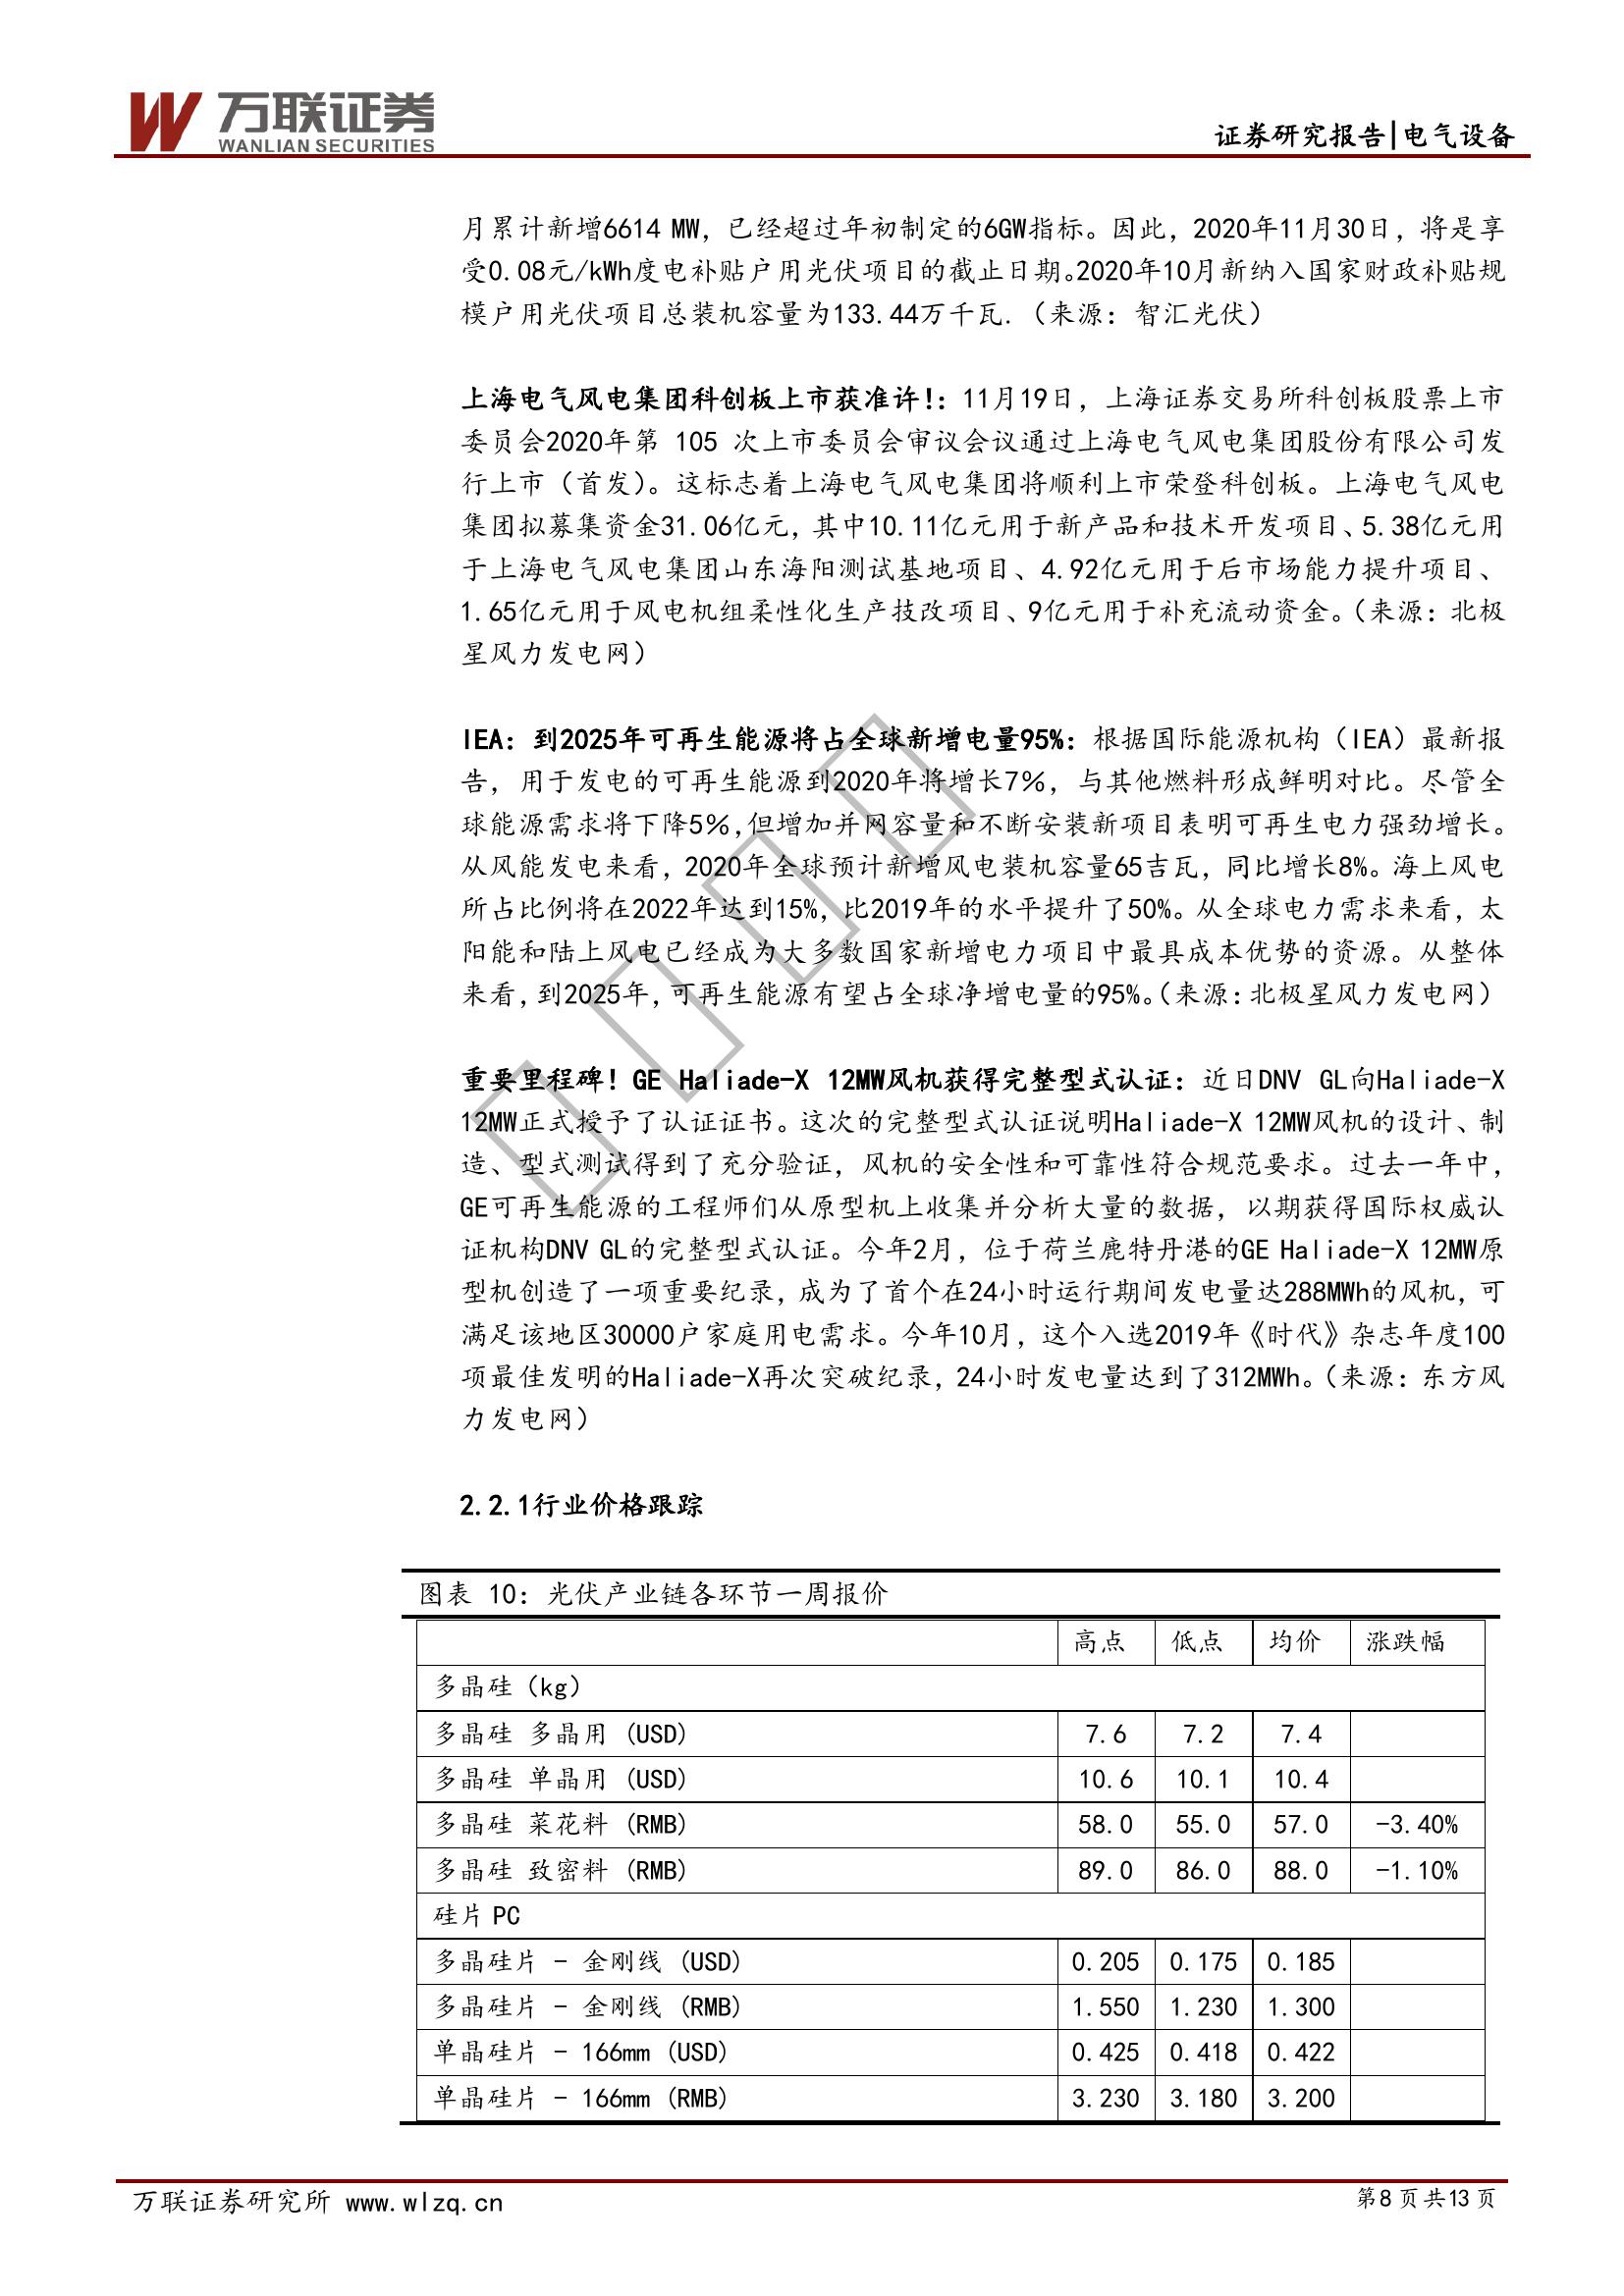 万联证券
WANLIAN SECURITIES
证券研究报告|电气设备
月累计新增6614 MW，已经超过年初制定的6GW指标。因此，2020年11月30日，将是享
受0.08元/kWh度电补贴户用光伏项目的截止日期。2020年10月新纳入国家财政补贴规
模户用光伏项目总装机容量为133.44万千瓦.（来源：智汇光伏）
上海电气风电集团科创板上市获准许！：11月19日，上海证券交易所科创板股票上市
委员会2020年第 105 次上市委员会审议会议通过上海电气风电集团股份有限公司发
行上市（首发）。这标志着上海电气风电集团将顺利上市荣登科创板。上海电气风电
集团拟募集资金31.06亿元，其中10.11亿元用于新产品和技术开发项目、5.38亿元用
于上海电气风电集团山东海阳测试基地项目、4.92亿元用于后市场能力提升项目、
1.65亿元用于风电机组柔性化生产技改项目、9亿元用于补充流动资金。（来源：北极
星风力发电网）
IEA：到2025年可再生能源将占全球新增电量95%：根据国际能源机构（IEA）最新报
告，用于发电的可再生能源到2020年将增长7%，与其他燃料形成鲜明对比。尽管全
球能源需求将下降5%，但增加并网容量和不断安装新项目表明可再生电力强劲增长。
从风能发电来看，2020年全球预计新增风电装机容量65吉瓦，同比增长8%。海上风电
所占比例将在2022年达到15%，比2019年的水平提升了50%。从全球电力需求来看，太
阳能和陆上风电已经成为大多数国家新增电力项目中最具成本优势的资源。从整体
来看，到2025年，可再生能源有望占全球净增电量的95%。（来源：北极星风力发电网）
重要里程碑！GE Haliade-X 12MW风机获得完整型式认证：近日DNV GL向Haliade-X
12MW正式授予了认证证书。这次的完整型式认证说明Haliade-X 12MW风机的设计、制
造、型式测试得到了充分验证，风机的安全性和可靠性符合规范要求。过去一年中，
GE可再生能源的工程师们从原型机上收集并分析大量的数据，以期获得国际权威认
证机构DNV GL的完整型式认证。今年2月，位于荷兰鹿特丹港的GE Haliade-X 12MW原
型机创造了一项重要纪录，成为了首个在24小时运行期间发电量达288MWh的风机，可
满足该地区30000户家庭用电需求。今年10月，这个入选2019年《时代》杂志年度100
项最佳发明的Haliade-X再次突破纪录，24小时发电量达到了312MWh。（来源：东方风
力发电网）
2.2.1行业价格跟踪
图表 10：光伏产业链各环节一周报价
高点 低点 均价 涨跌幅
多晶硅（kg）
多晶硅 多晶用 (USD) 7.6 7.2 7.4
多晶硅 单晶用 (USD) 10.6 10.1 10.4
多晶硅 菜花料 (RMB) 58.0 55.0 57.0 -3.40%
多晶硅 致密料 (RMB) 89.0 86.0 88.0 -1.10%
硅片 PC
多晶硅片 - 金刚线 (USD) 0.205 0.175 0.185
多晶硅片 - 金刚线 (RMB) 1.550 1.230 1.300
单晶硅片 - 166mm (USD) 0.425 0.418 0.422
单晶硅片 - 166mm (RMB) 3.230 3.180 3.200
万联证券研究所 www.wlzq.cn
第8页共13页